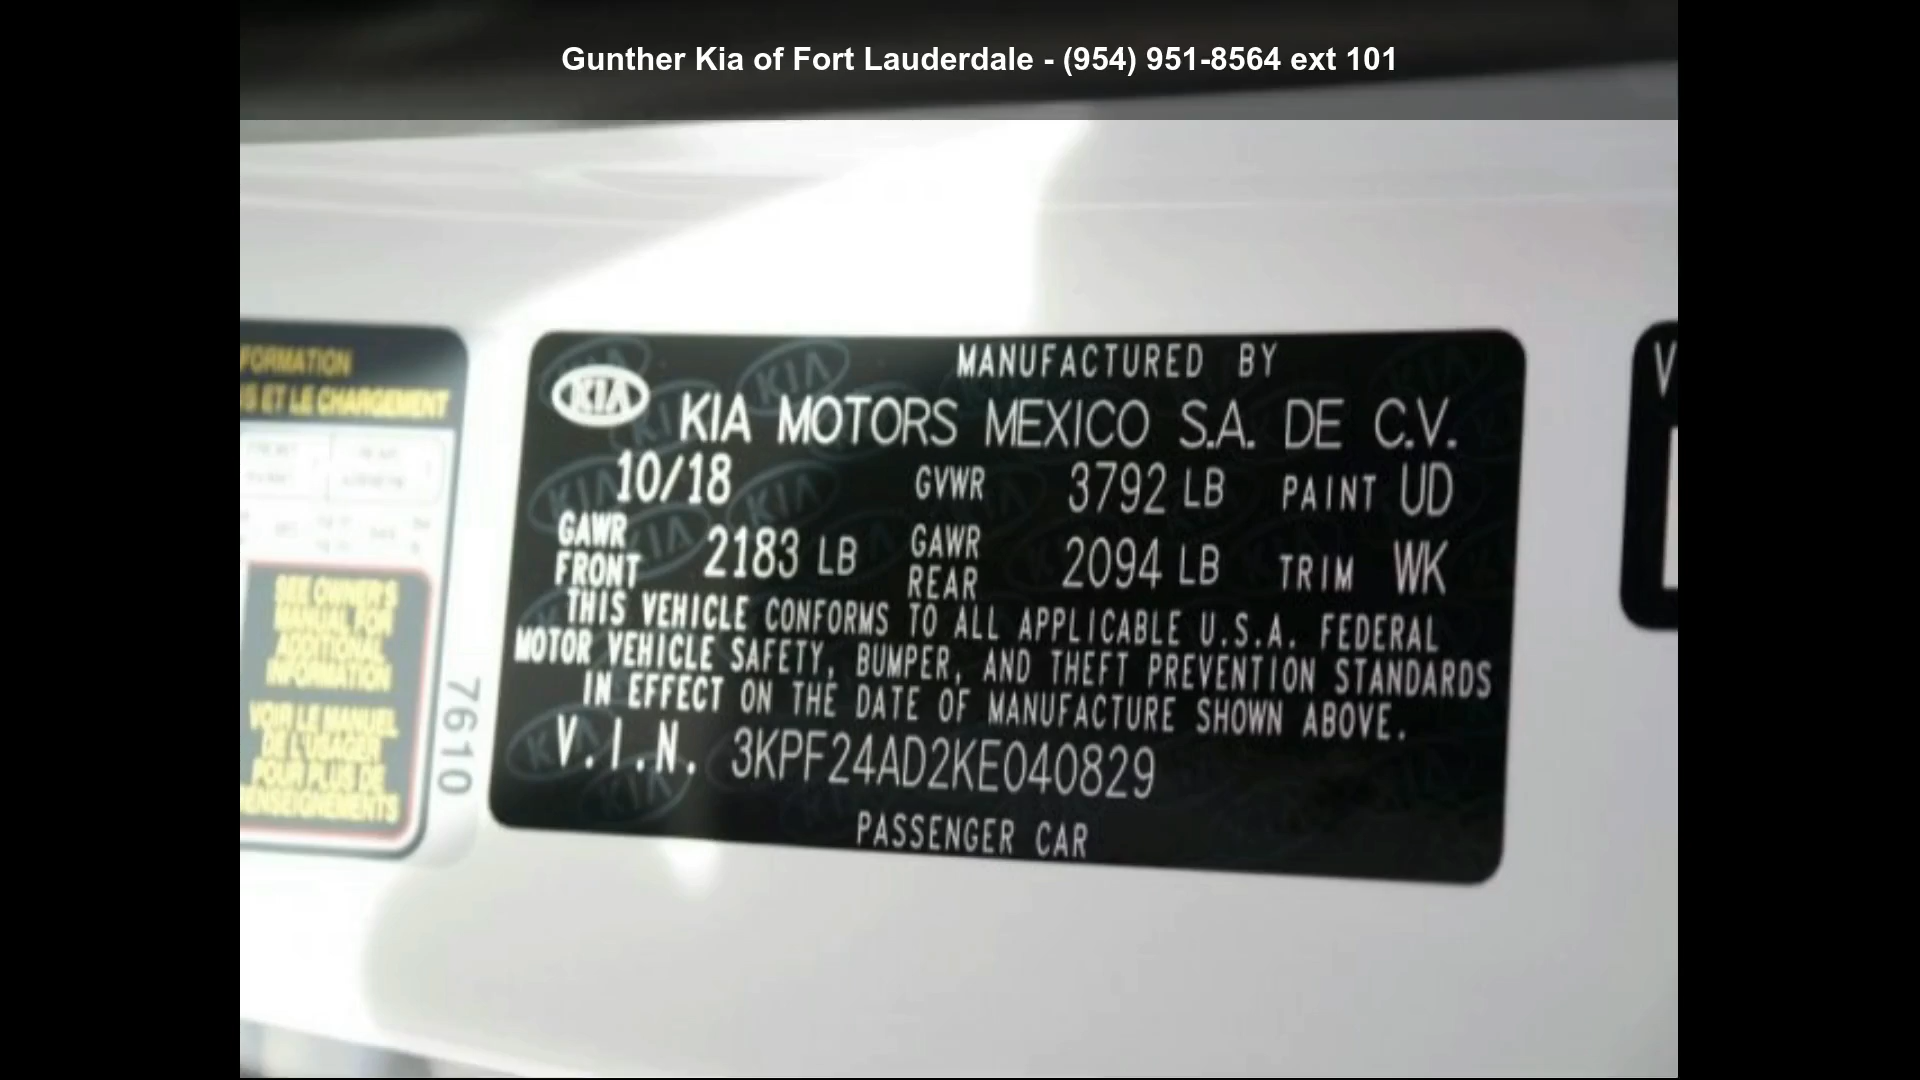 Gunther Kia of Fort Lauderdale - (954) 951-8564 ext 101
FORMATION
S ET LE CHARGEMENT
SEE OWNER'S
MANUAL FOR
ADDITIONAL
INFORMATION
VOIR LE MANUEL
DE L'USAGER
POUR PLUS DE
RENSEIGNEMENTS
7610
MANUFACTURED BY
KIA KIA MOTORS MEXICO S.A. DE C.V.
10/18 GVWR 3792 LB PAINT UD
GAWR FRONT 2183 LB GAWR REAR 2094 LB TRIM WK
THIS VEHICLE CONFORMS TO ALL APPLICABLE U.S.A. FEDERAL
MOTOR VEHICLE SAFETY, BUMPER, AND THEFT PREVENTION STANDARDS
IN EFFECT ON THE DATE OF MANUFACTURE SHOWN ABOVE.
V.I.N. 3KPF24AD2KE040829
PASSENGER CAR
V